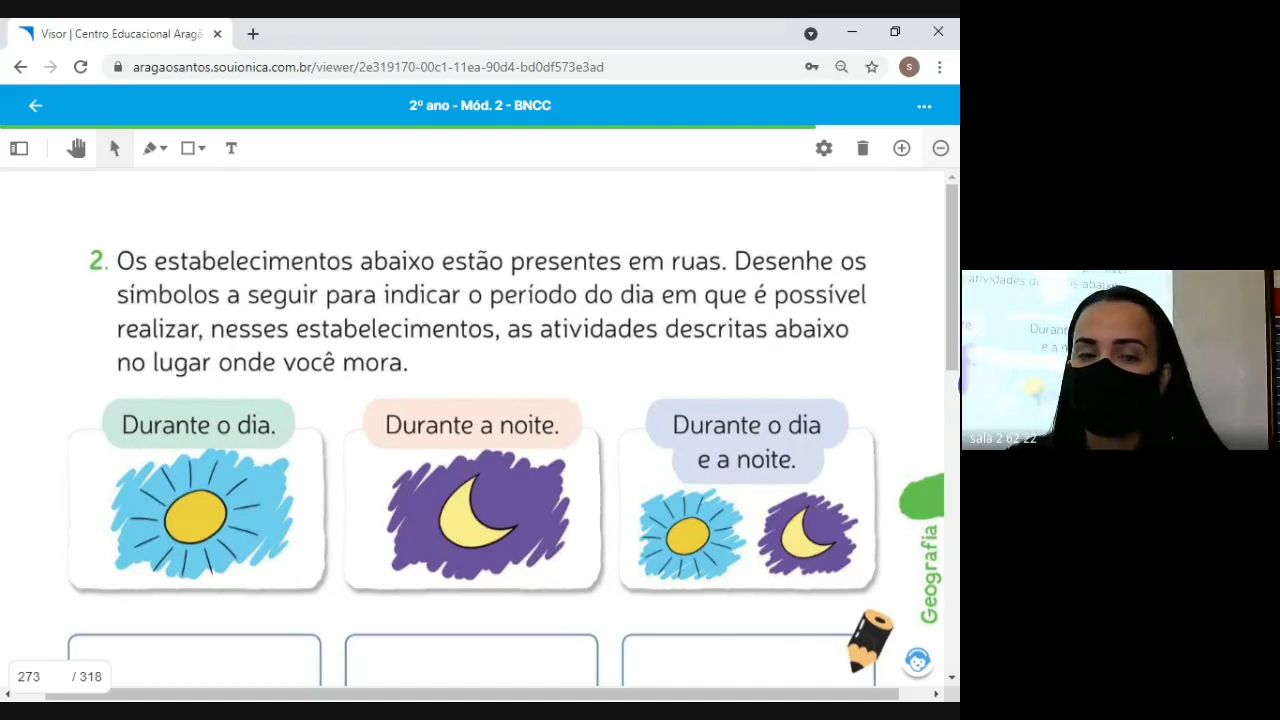 Visor | Centro Educacional Aragã
aragaosantos.souionica.com.br/viewer/2e319170-00c1-11ea-90d4-bd0df573e3ad
S
2º ano - Mód. 2 - BNCC
T
2. Os estabelecimentos abaixo estão presentes em ruas. Desenhe os
símbolos a seguir para indicar o período do dia em que é possível
realizar, nesses estabelecimentos, as atividades descritas abaixo
no lugar onde você mora.
Durante o dia.
Durante a noite.
Durante o dia
e a noite.
Geografia
273 / 318
Durant
e a n
sala 2 62 22